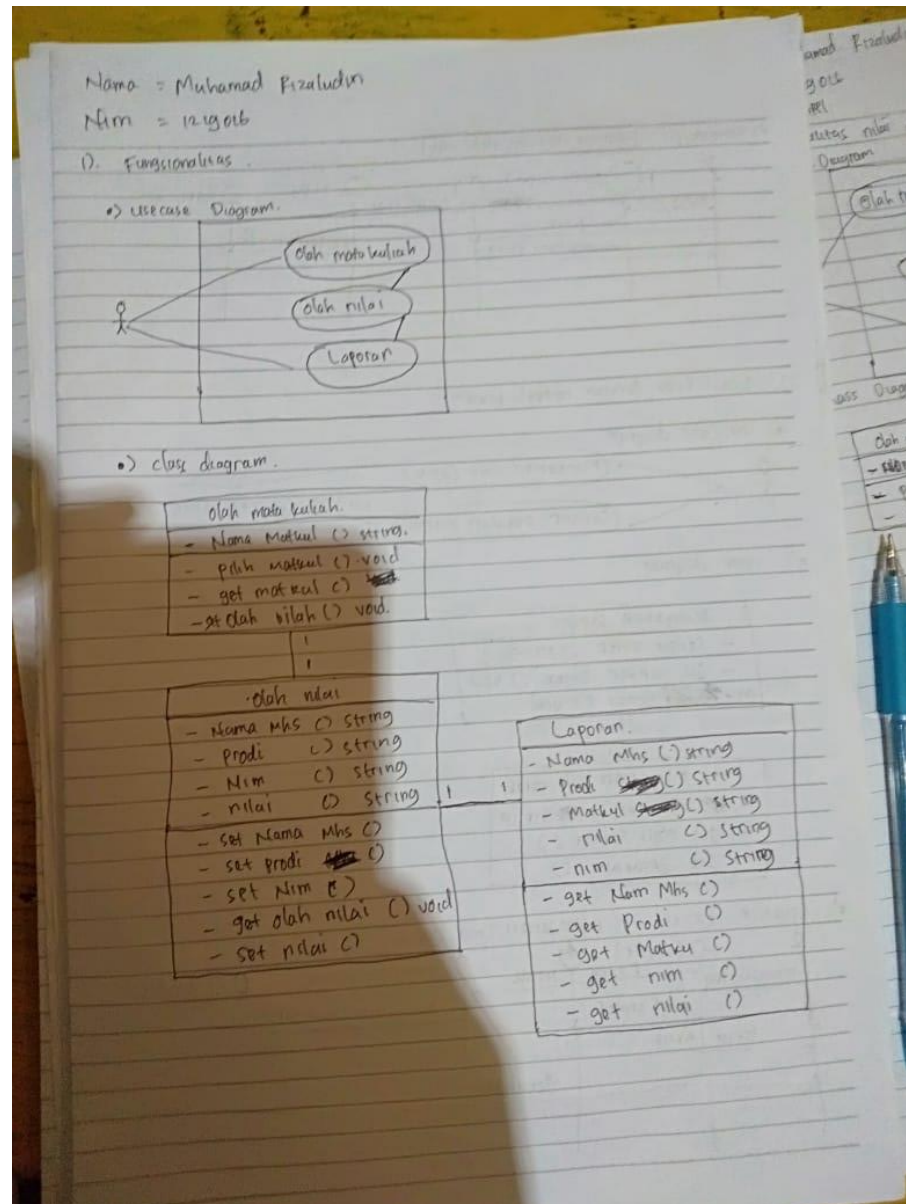 Nama = Muhamad Rizaludin
Nim = 1219016
1). Fungsionalitas.
•) usecase Diagram.
Olah mata kuliah
Olah nilai
Laporan
•) class diagram.
Olah mata kuliah.
- Nama Matkul () string.
- pilih matkul () void
- get matkul ()
- olah nilah () void.
1
1
Olah nilai
- Nama Mhs () string
- Prodi () string
- Nim () string
- nilai () string
- set Nama Mhs ()
- set prodi ()
- set Nim ()
- get olah nilai () void
- set nilai ()
1 1
Laporan.
- Nama Mhs () string
- Prodi () string
- Matkul () string
- nilai () string
- nim () string
- get Nam Mhs ()
- get Prodi ()
- get Matku ()
- get nim ()
- get nilai ()
nilai
Diagram
Olah